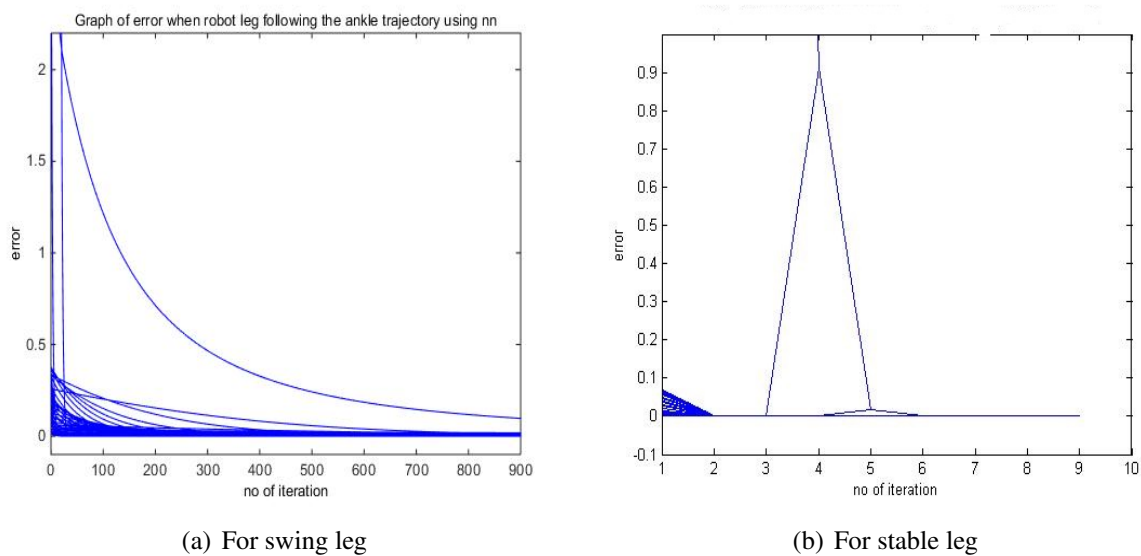 Graph of error when robot leg following the ankle trajectory using nn
2
1.5
1
0.5
0
error
0 100 200 300 400 500 600 700 800 900
no of iteration
(a) For swing leg
0.9
0.8
0.7
0.6
0.5
0.4
0.3
0.2
0.1
0
-0.1
error
1 2 3 4 5 6 7 8 9 10
no of iteration
(b) For stable leg